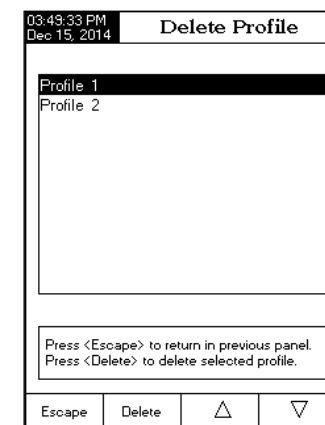 03:49:33 PM
Dec 15, 2014
Delete Profile
Profile 1
Profile 2
Press <Escape> to return in previous panel.
Press <Delete> to delete selected profile.
Escape Delete △ ▽